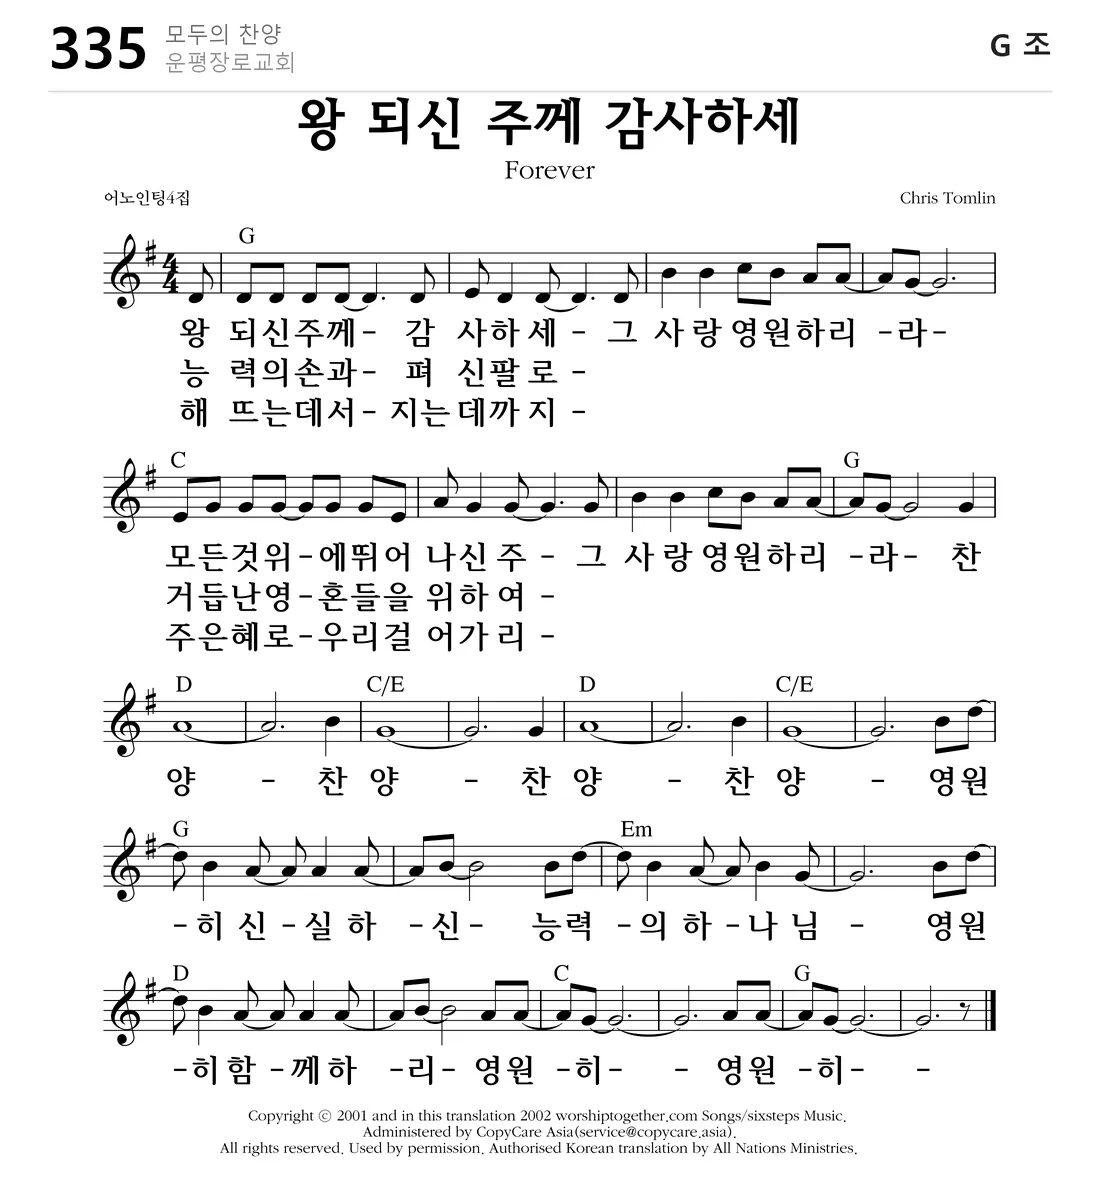 335 모두의 찬양
운평장로교회
G 조
왕 되신 주께 감사하세
Forever
어노인팅4집 Chris Tomlin
G
왕 되신주께- 감 사하세 - 그 사랑 영원하리 -라-
능 력의손과- 펴 신팔로 -
해 뜨는데서- 지는데까지 -
C G
모든것위-에뛰어 나신주 - 그 사랑 영원하리 -라- 찬
거듭난영-혼들을 위하여 -
주은혜로-우리걸 어가리 -
D C/E D C/E
양 - 찬양 - 찬양 - 찬양 - 영원
G Em
-히신-실하 -신- 능력 -의하-나님 - 영원
D C G
-히함-께하 -리- 영원 -히- - 영원 -히- -
Copyright ⓒ 2001 and in this translation 2002 worshiptogether.com Songs/sixsteps Music.
Administered by CopyCare Asia(service@copycare.asia).
All rights reserved. Used by permission. Authorised Korean translation by All Nations Ministries.